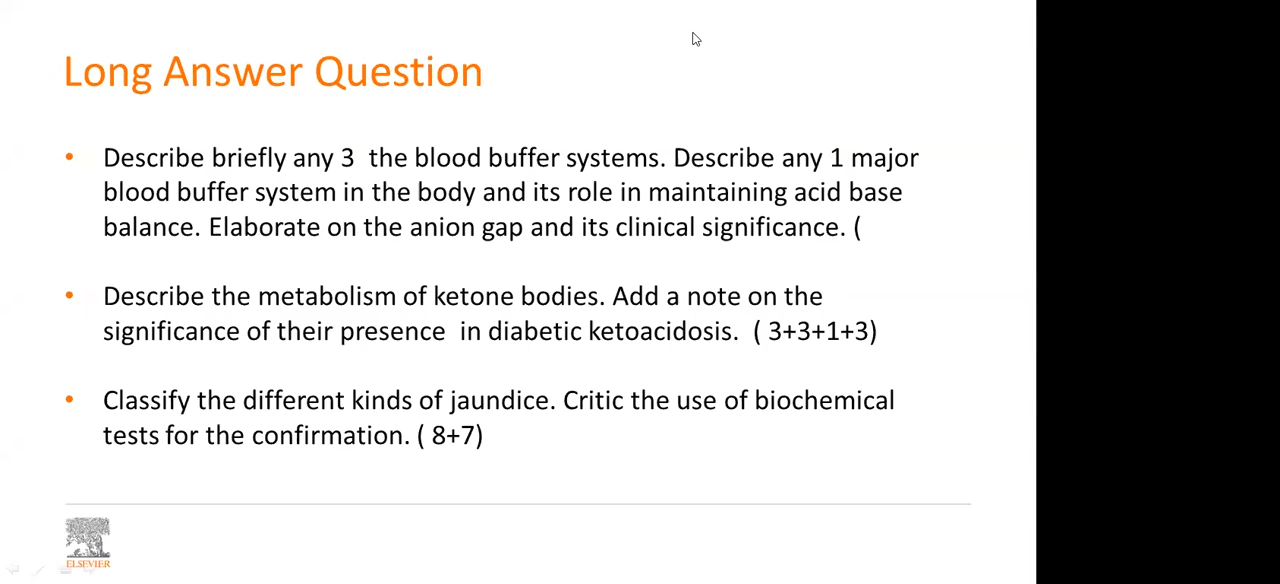 Long Answer Question
• Describe briefly any 3  the blood buffer systems. Describe any 1 major
blood buffer system in the body and its role in maintaining acid base
balance. Elaborate on the anion gap and its clinical significance. (
• Describe the metabolism of ketone bodies. Add a note on the
significance of their presence  in diabetic ketoacidosis.  ( 3+3+1+3)
• Classify the different kinds of jaundice. Critic the use of biochemical
tests for the confirmation. ( 8+7)
ELSEVIER